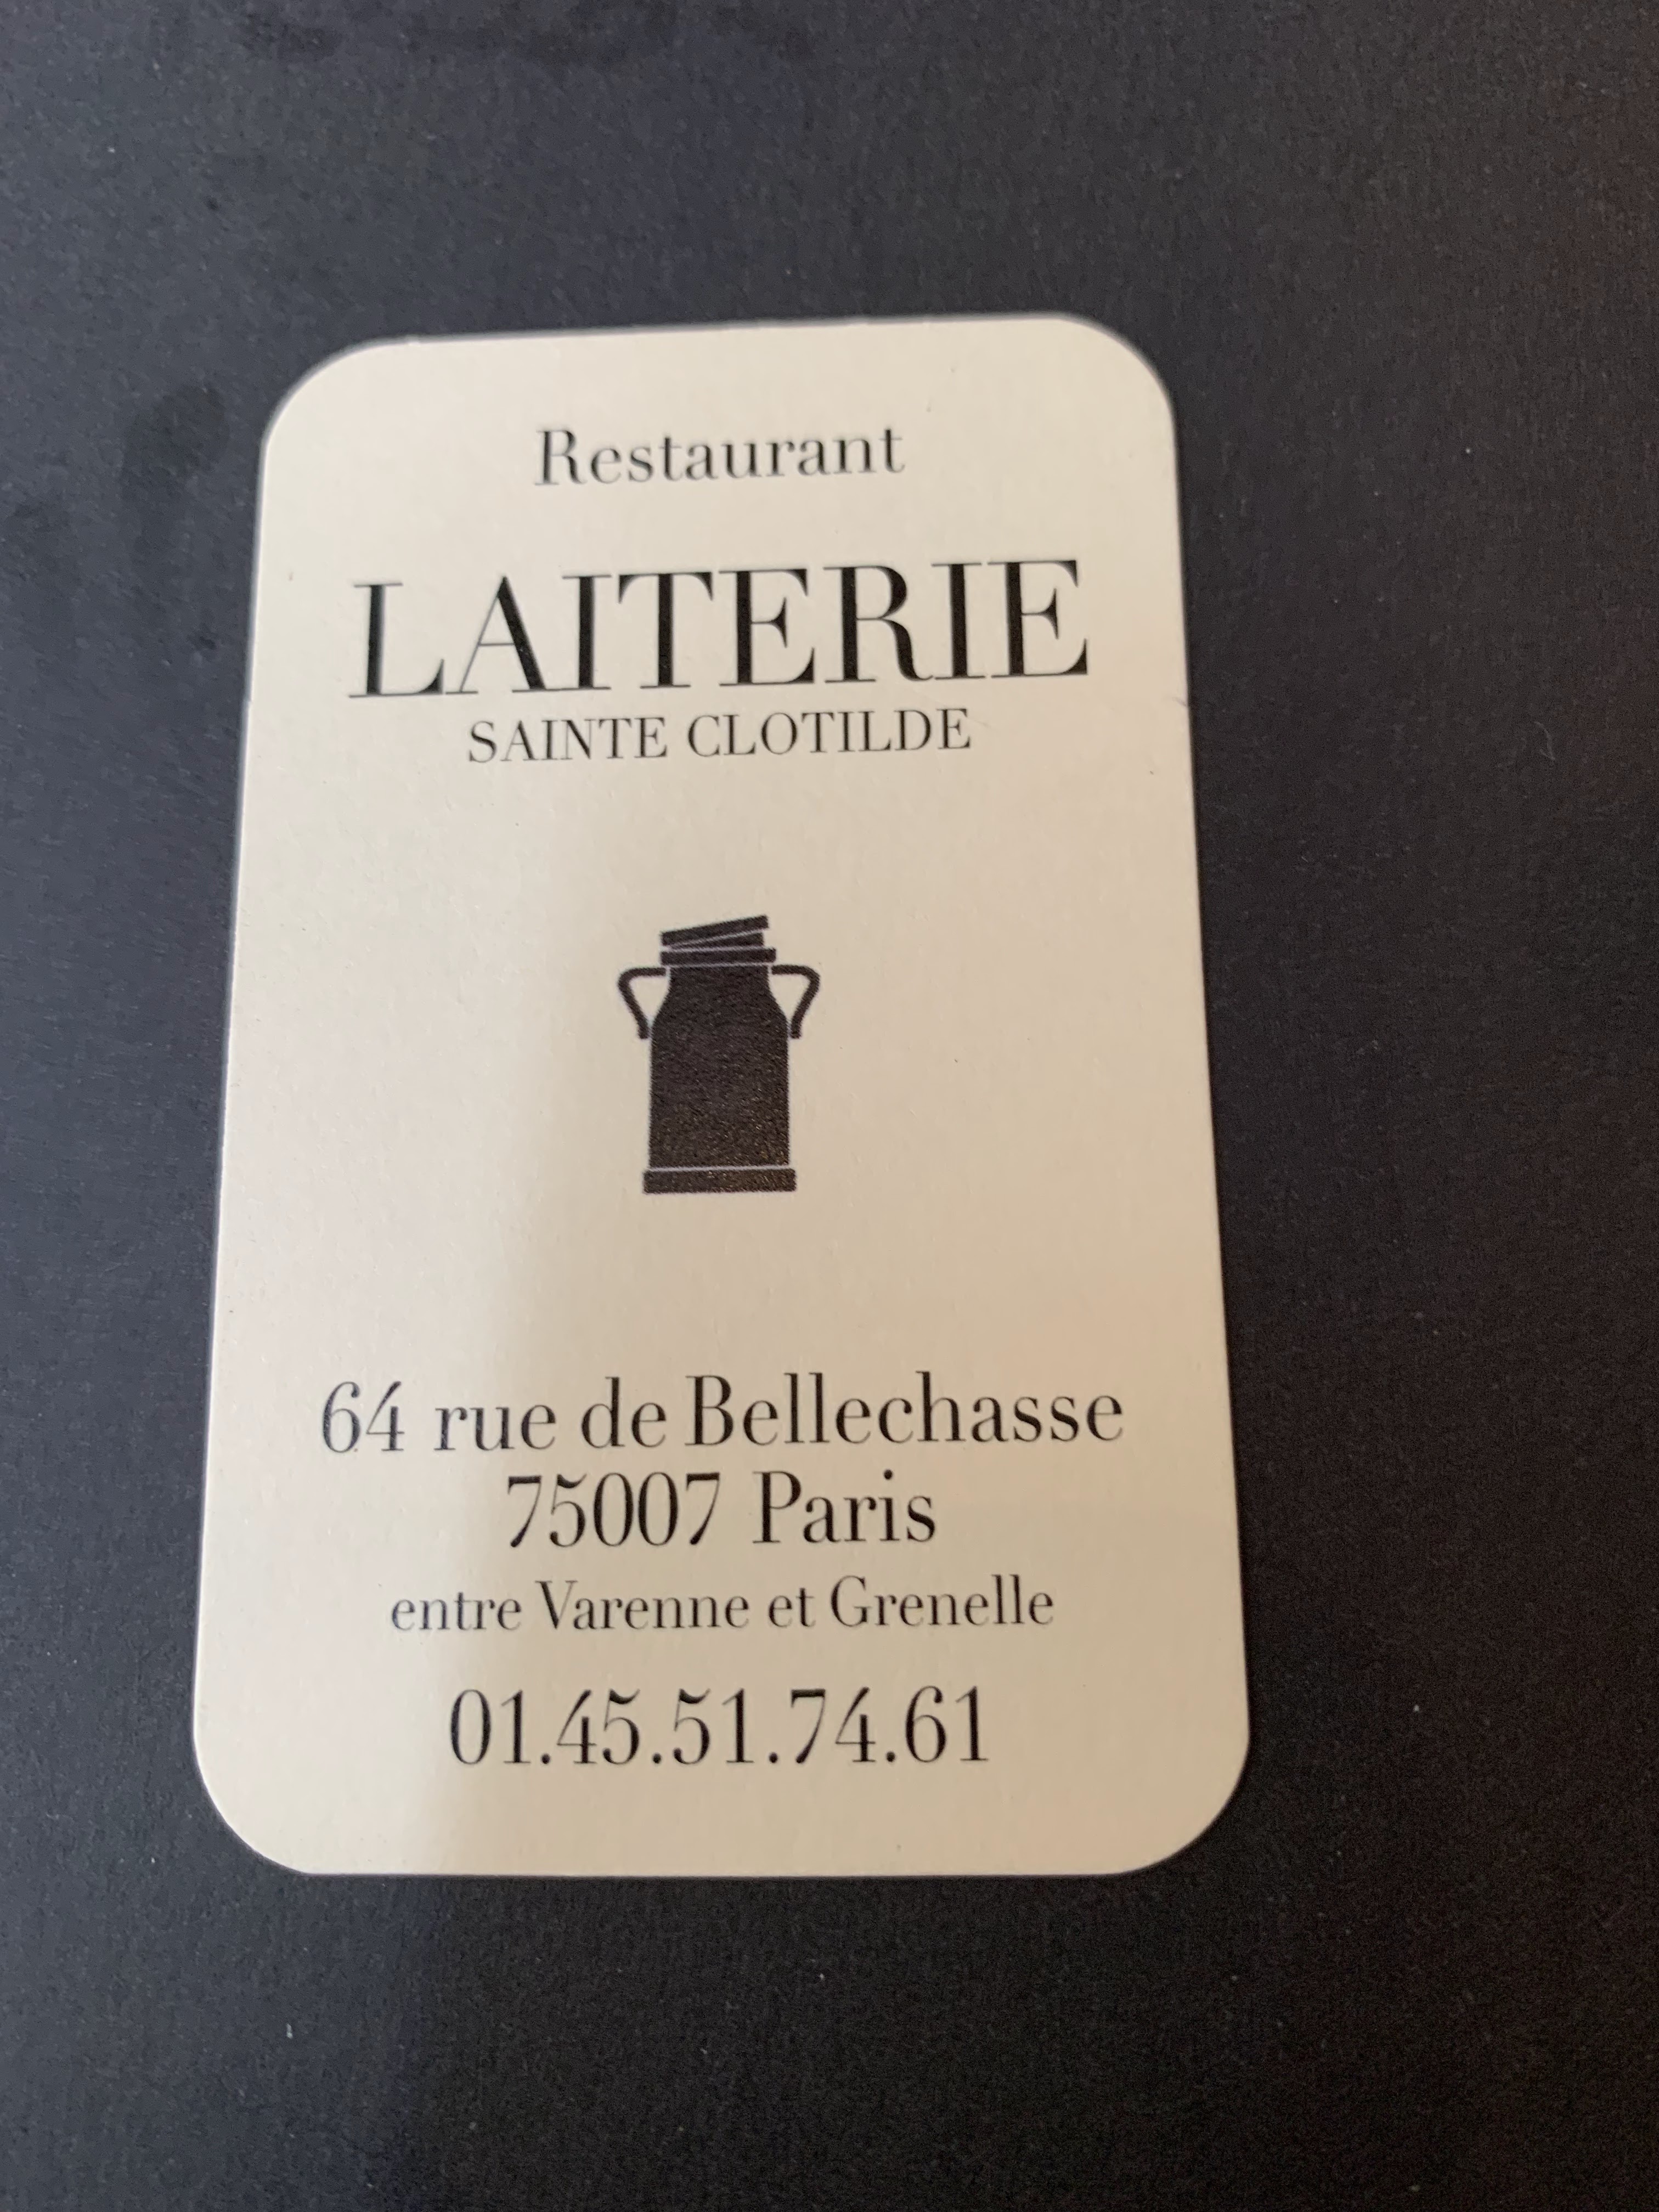 Restaurant
LAITERIE
SAINTE CLOTILDE
64 rue de Bellechasse
75007 Paris
entre Varenne et Grenelle
01.45.51.74.61